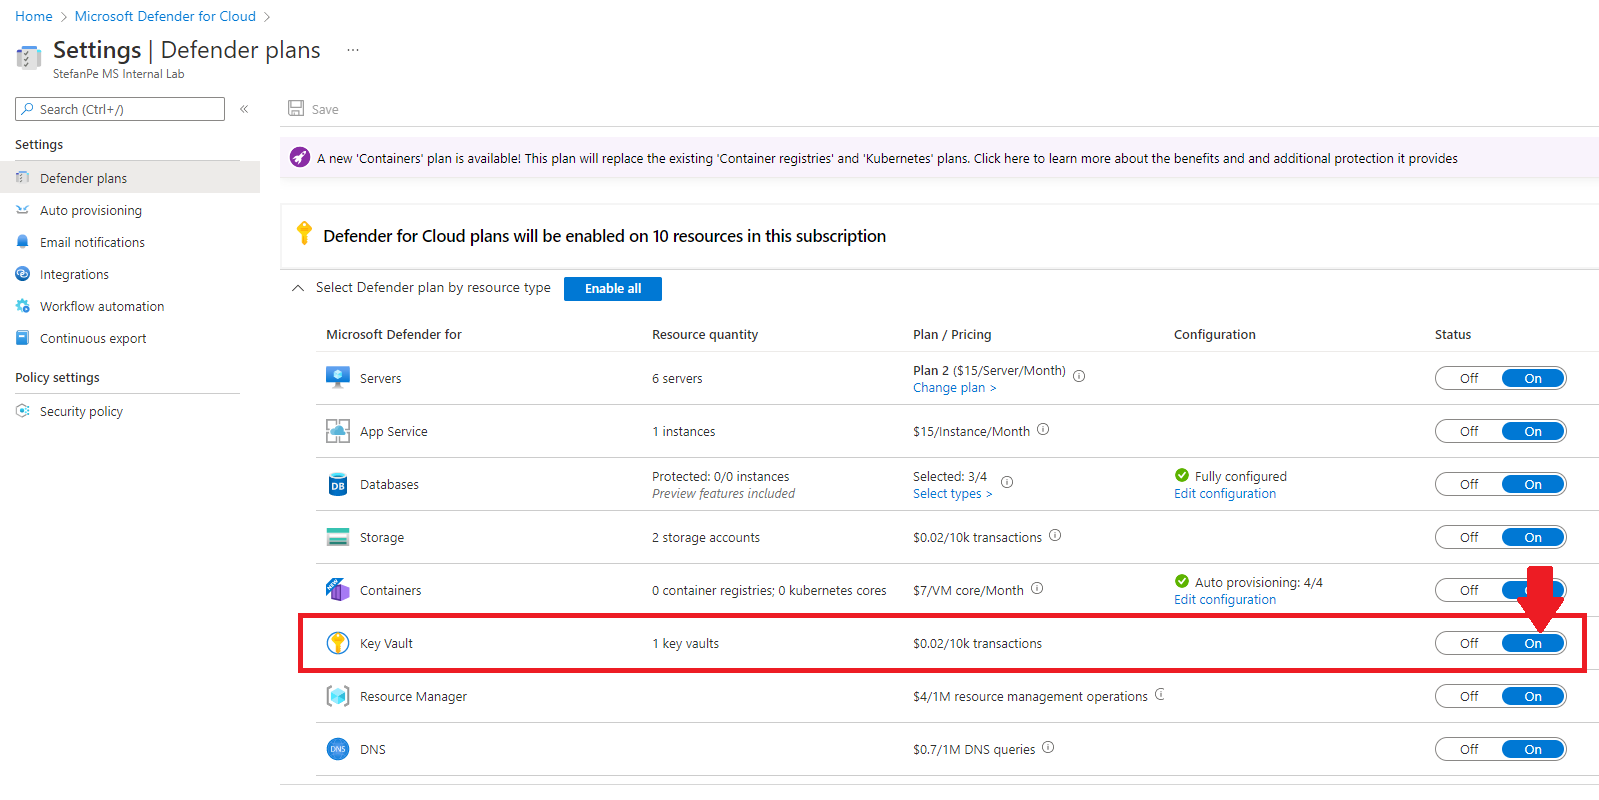 Home > Microsoft Defender for Cloud >
Settings | Defender plans ...
StefanPe MS Internal Lab
Search (Ctrl+/) «
Save
Settings
Defender plans
Auto provisioning
Email notifications
Integrations
Workflow automation
Continuous export
Policy settings
Security policy
A new 'Containers' plan is available! This plan will replace the existing 'Container registries' and 'Kubernetes' plans. Click here to learn more about the benefits and and additional protection it provides
Defender for Cloud plans will be enabled on 10 resources in this subscription
Select Defender plan by resource type Enable all
Microsoft Defender for Resource quantity Plan / Pricing Configuration Status
Servers 6 servers Plan 2 ($15/Server/Month) Off On
Change plan >
App Service 1 instances $15/Instance/Month Off On
Databases Protected: 0/0 instances Selected: 3/4 Fully configured Off On
Preview features included Select types > Edit configuration
Storage 2 storage accounts $0.02/10k transactions Off On
Containers 0 container registries; 0 kubernetes cores $7/VM core/Month Auto provisioning: 4/4 Off
Edit configuration
Key Vault 1 key vaults $0.02/10k transactions Off On
Resource Manager $4/1M resource management operations Off On
DNS DNS $0.7/1M DNS queries Off On